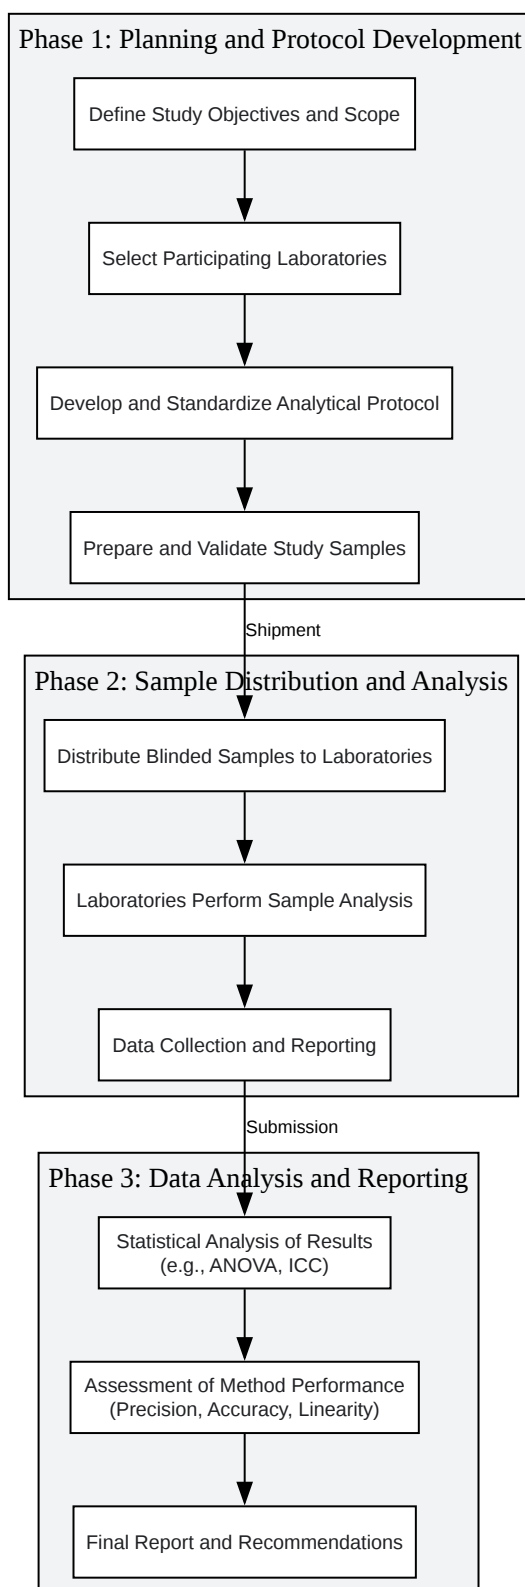 Phase 1: Planning and Protocol Development
Define Study Objectives and Scope
Select Participating Laboratories
Develop and Standardize Analytical Protocol
Prepare and Validate Study Samples
Shipment
Phase 2: Sample Distribution and Analysis
Distribute Blinded Samples to Laboratories
Laboratories Perform Sample Analysis
Data Collection and Reporting
Submission
Phase 3: Data Analysis and Reporting
Statistical Analysis of Results
(e.g., ANOVA, ICC)
Assessment of Method Performance
(Precision, Accuracy, Linearity)
Final Report and Recommendations